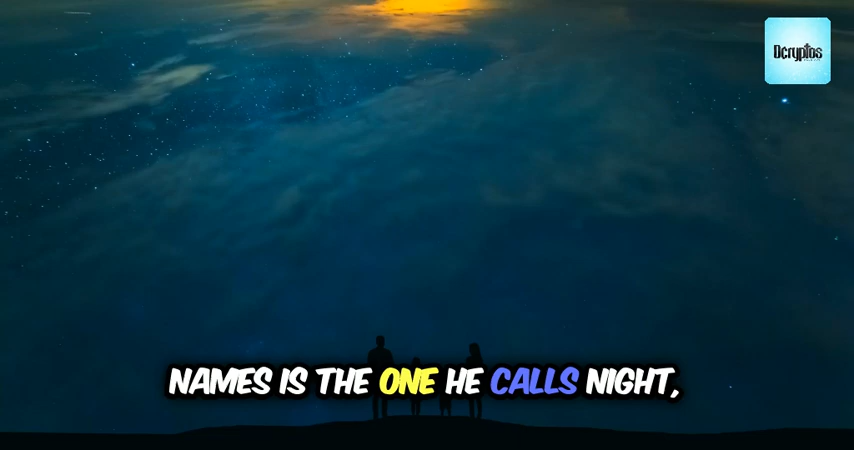 Dcryptos
NAMES IS THE ONE HE CALLS NIGHT,